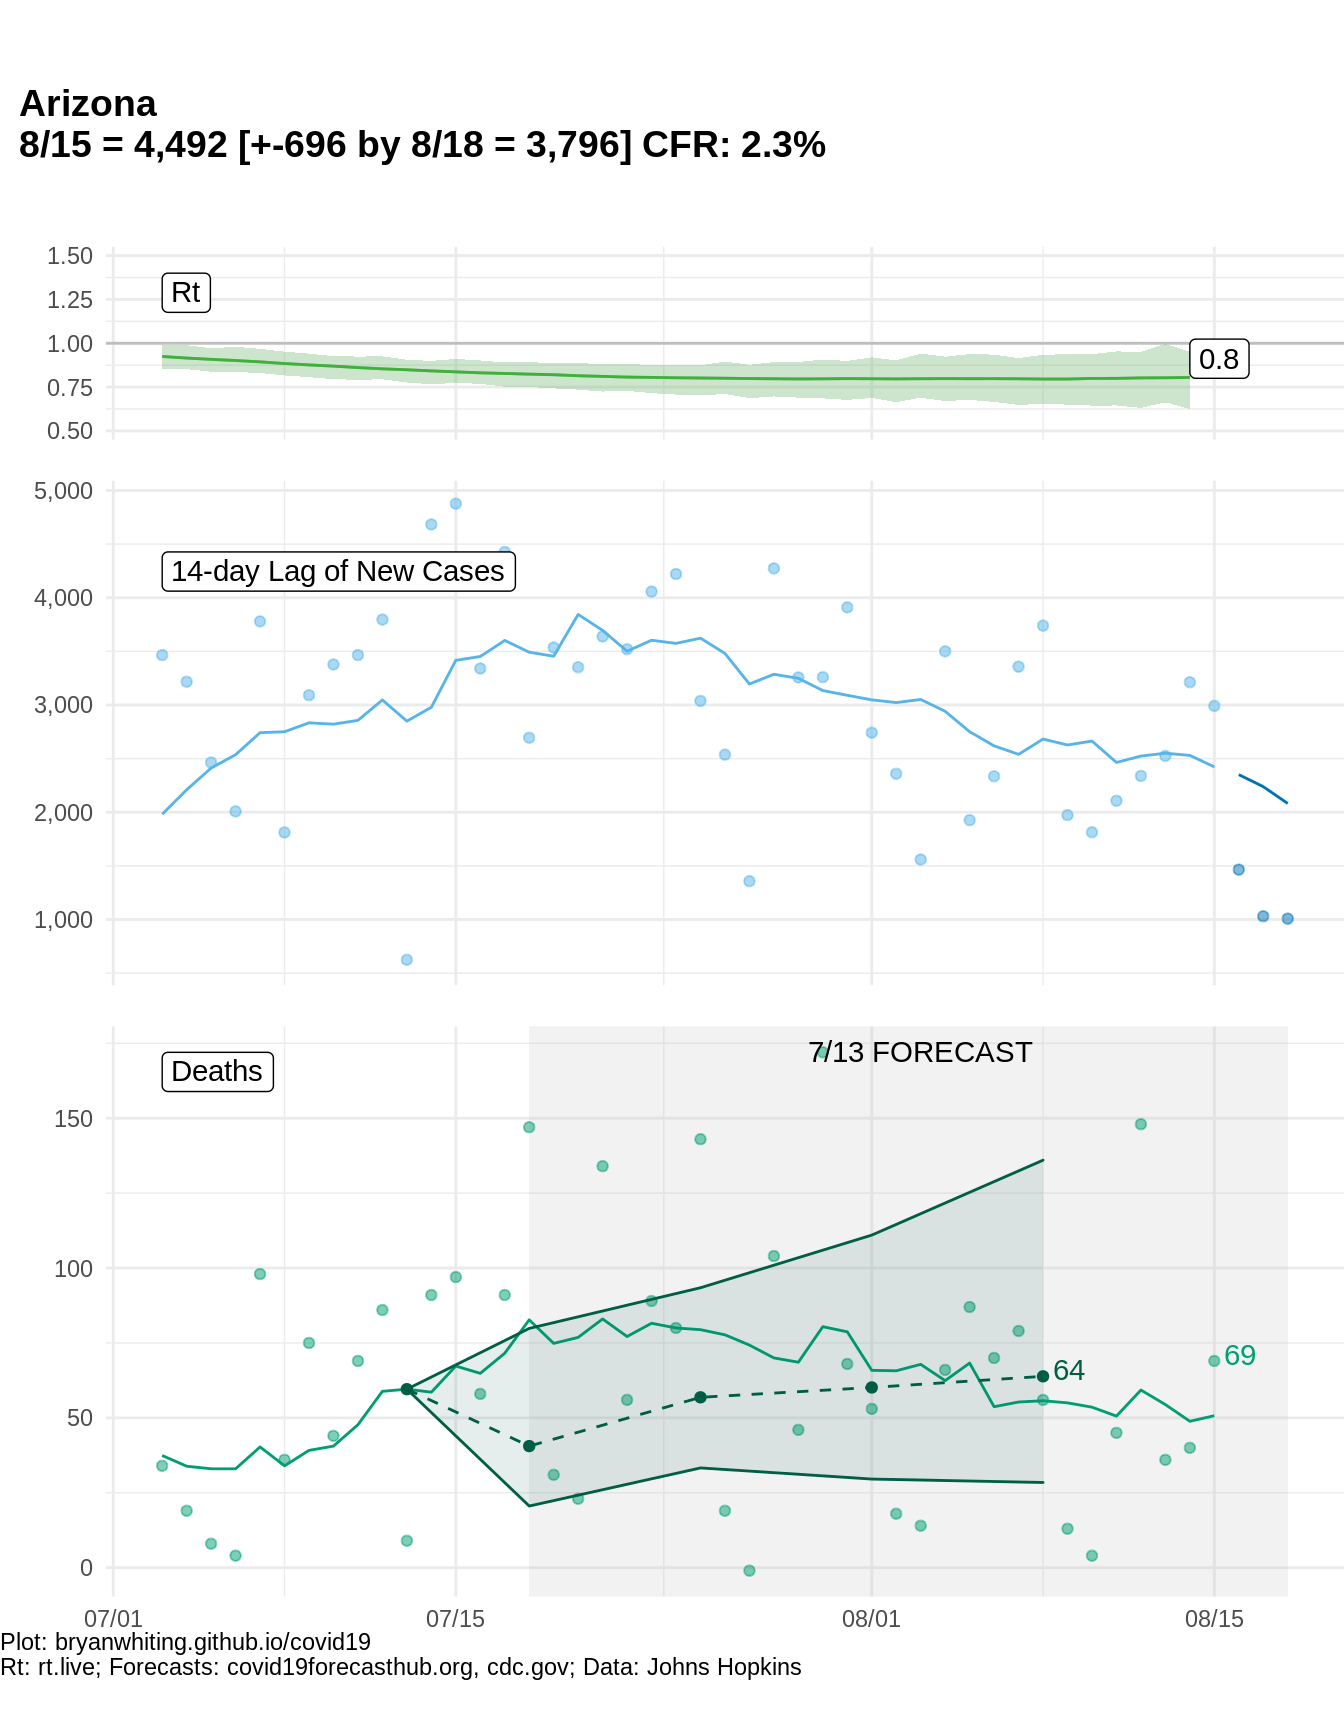 Arizona
8/15 = 4,492 [+-696 by 8/18 = 3,796] CFR: 2.3%
1.50
Rt
1.25
1.00
0.8
0.75
0.50
5,000
14-day Lag of New Cases
4,000
3,000
2,000
1,000
7/13 FORECAST
Deaths
150
100
69
64
50
0
07/01 07/15 08/01 08/15
Plot: bryanwhiting.github.io/covid19
Rt: rt.live; Forecasts: covid19forecasthub.org, cdc.gov; Data: Johns Hopkins